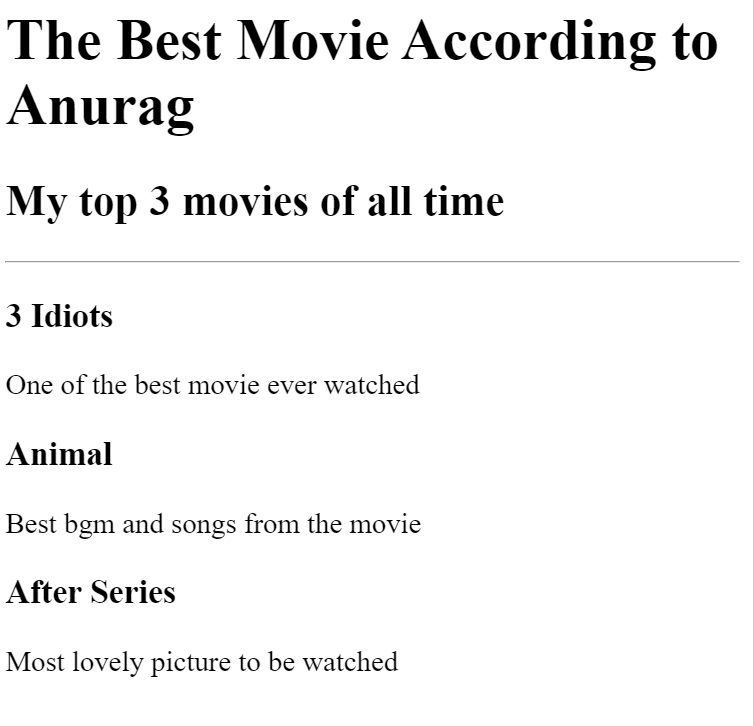 The Best Movie According to
Anurag
My top 3 movies of all time
3 Idiots
One of the best movie ever watched
Animal
Best bgm and songs from the movie
After Series
Most lovely picture to be watched